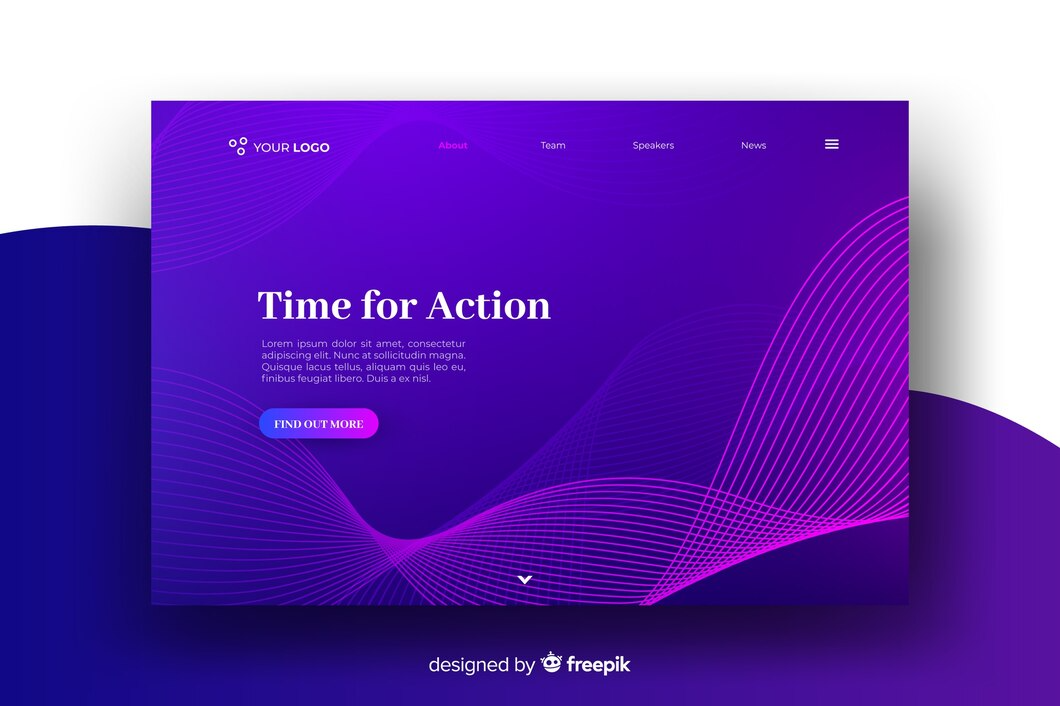 YOUR LOGO
About
Team
Speakers
News
Time for Action
Lorem ipsum dolor sit amet, consectetur
adipiscing elit. Nunc at sollicitudin magna.
Quisque lacus tellus, aliquam quis leo eu,
finibus feugiat libero. Duis a ex nisl.
FIND OUT MORE
designed by freepik